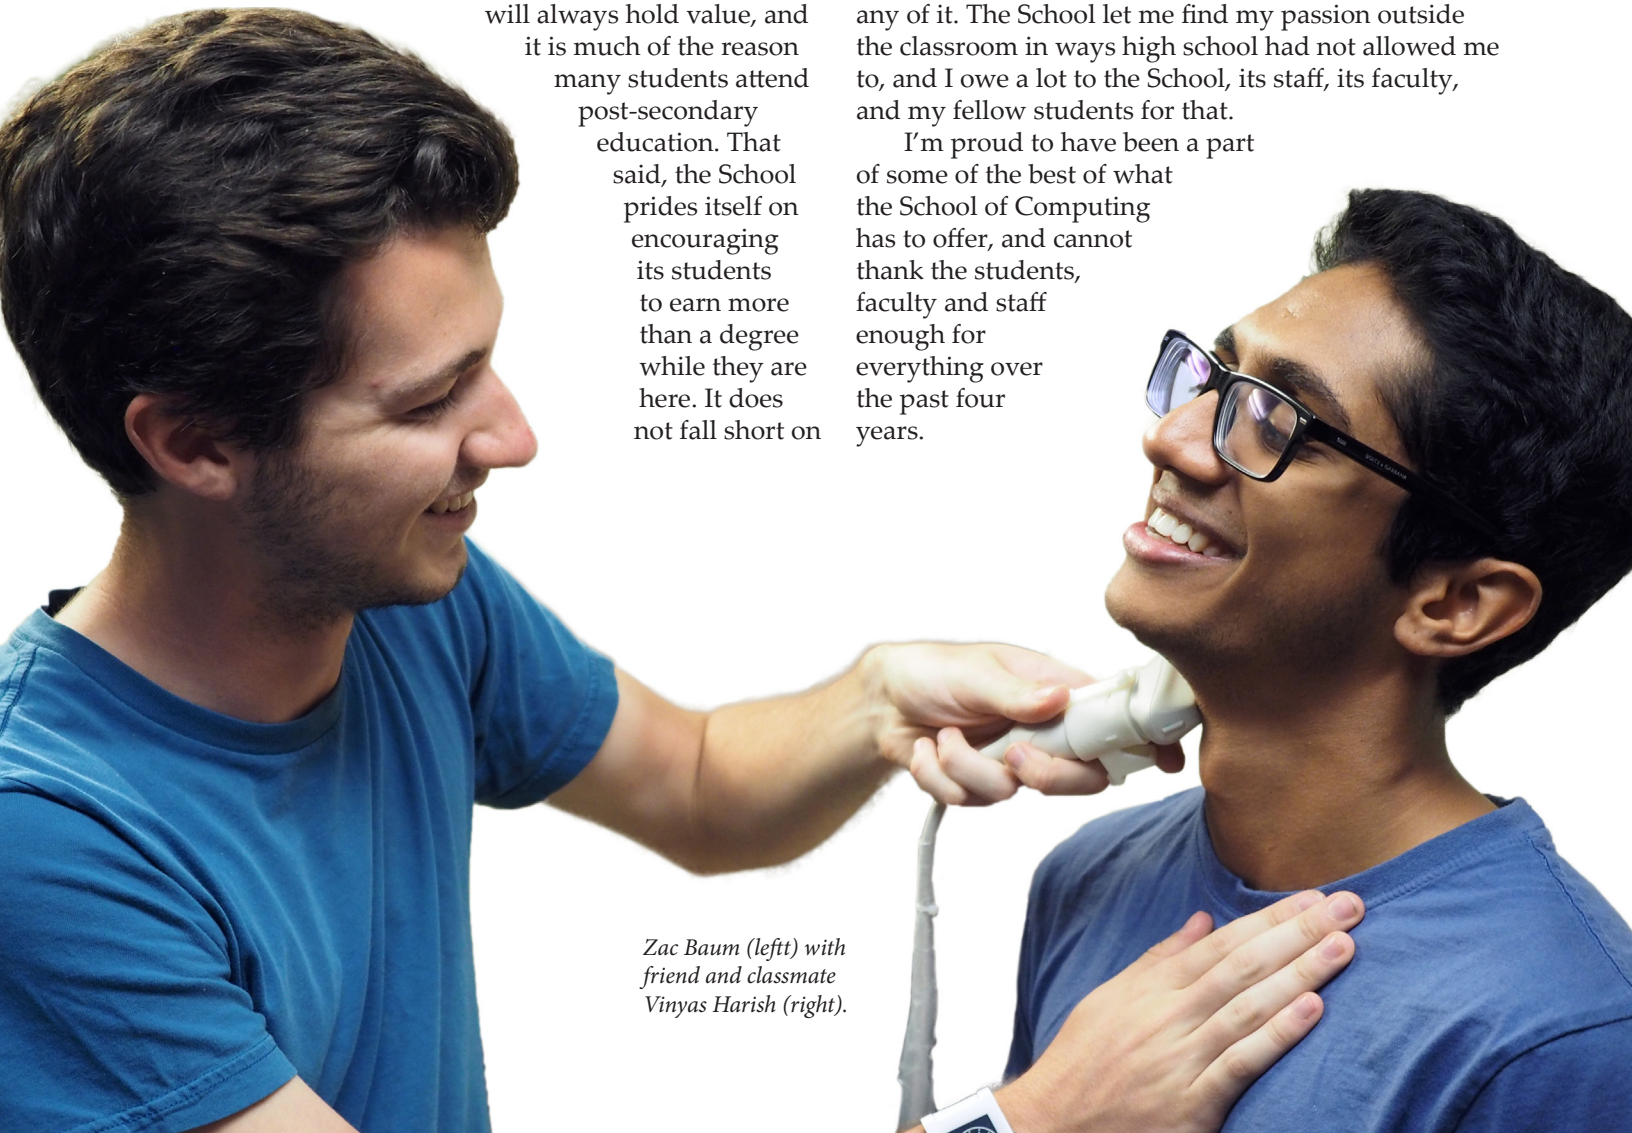 will always hold value, and
it is much of the reason
many students attend
post-secondary
education. That
said, the School
prides itself on
encouraging
its students
to earn more
than a degree
while they are
here. It does
not fall short on
any of it. The School let me find my passion outside
the classroom in ways high school had not allowed me
to, and I owe a lot to the School, its staff, its faculty,
and my fellow students for that.
I’m proud to have been a part
of some of the best of what
the School of Computing
has to offer, and cannot
thank the students,
faculty and staff
enough for
everything over
the past four
years.
Zac Baum (leftt) with
friend and classmate
Vinyas Harish (right).